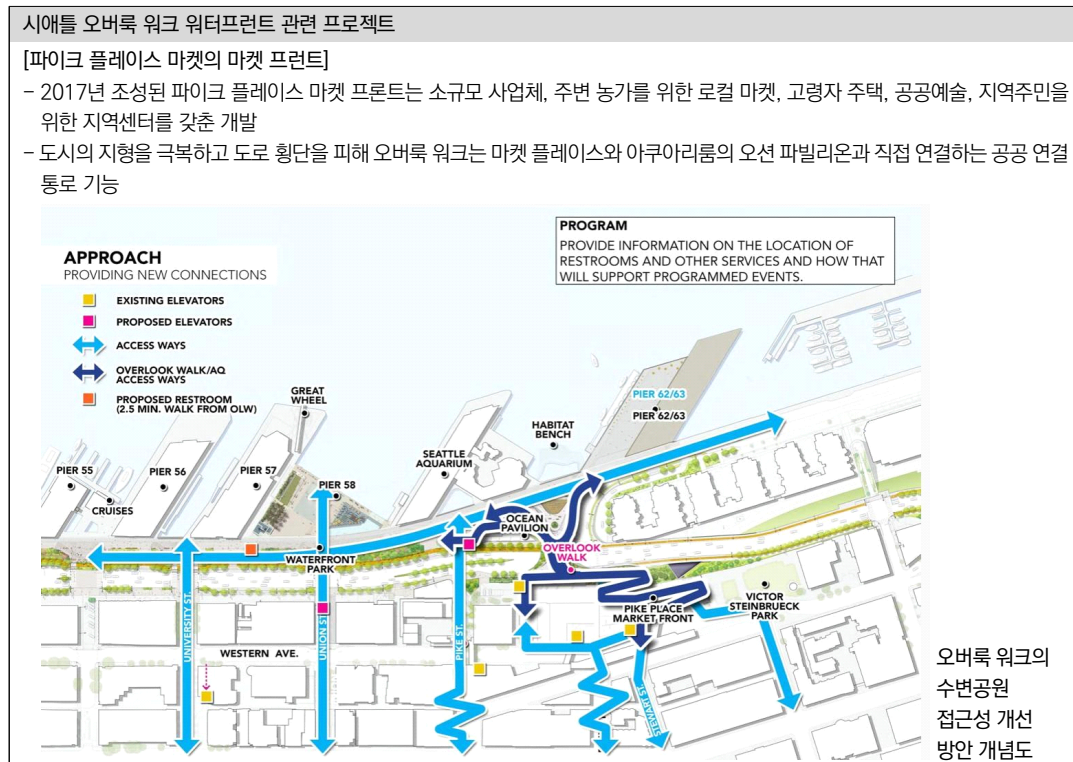 시애틀 오버룩 워크 워터프런트 관련 프로젝트
[파이크 플레이스 마켓의 마켓 프런트]
- 2017년 조성된 파이크 플레이스 마켓 프론트는 소규모 사업체, 주변 농가를 위한 로컬 마켓, 고령자 주택, 공공예술, 지역주민을
위한 지역센터를 갖춘 개발
- 도시의 지형을 극복하고 도로 횡단을 피해 오버룩 워크는 마켓 플레이스와 아쿠아리룸의 오션 파빌리온과 직접 연결하는 공공 연결
통로 기능
PROGRAM
PROVIDE INFORMATION ON THE LOCATION OF
RESTROOMS AND OTHER SERVICES AND HOW THAT
WILL SUPPORT PROGRAMMED EVENTS.
APPROACH
PROVIDING NEW CONNECTIONS
EXISTING ELEVATORS
PROPOSED ELEVATORS
ACCESS WAYS
OVERLOOK WALK/AQ
ACCESS WAYS
PROPOSED RESTROOM
(2.5 MIN. WALK FROM OLW)
GREAT
WHEEL
PIER 62/63
PIER 62/63
HABITAT
BENCH
SEATTLE
AQUARIUM
PIER 55
PIER 56
PIER 57
PIER 58
CRUISES
OCEAN
PAVILION
OVERLOOK
WALK
WATERFRONT
PARK
PIKE PLACE
MARKET FRONT
VICTOR
STEINBRUECK
PARK
UNIVERSITY ST.
UNION ST.
PIKE ST.
STEWART ST.
WESTERN AVE.
오버룩 워크의
수변공원
접근성 개선
방안 개념도